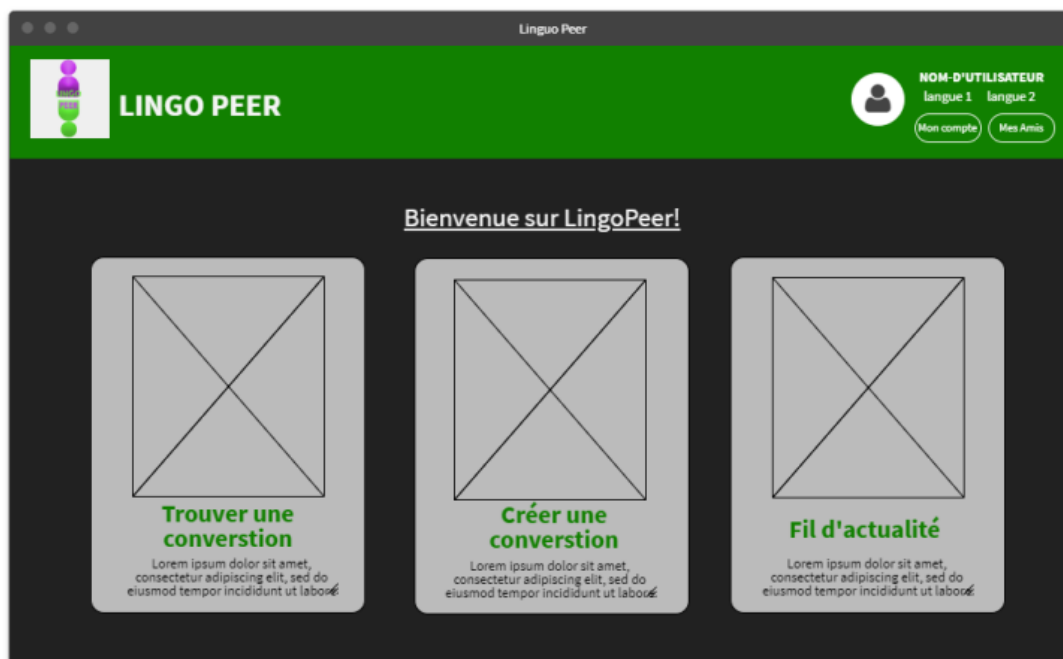 Linguo Peer
LINGO
PEER
LINGO PEER
NOM-D'UTILISATEUR
langue 1 langue 2
Mon compte Mes Amis
Bienvenue sur LingoPeer!
Trouver une
converstion
Lorem ipsum dolor sit amet,
consectetur adipiscing elit, sed do
eiusmod tempor incididunt ut labore
Créer une
converstion
Lorem ipsum dolor sit amet,
consectetur adipiscing elit, sed do
eiusmod tempor incididunt ut labore
Fil d'actualité
Lorem ipsum dolor sit amet,
consectetur adipiscing elit, sed do
eiusmod tempor incididunt ut labore